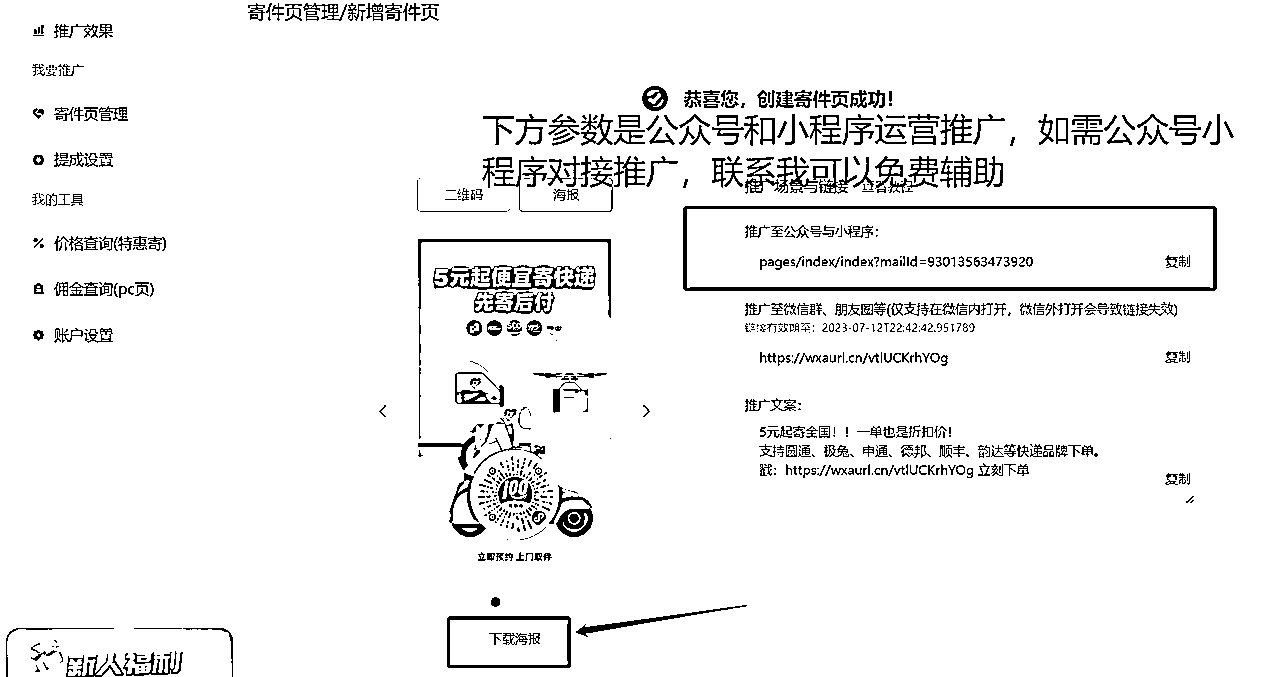 寄件页管理/新增寄件页
推广效果
我要推广
寄件页管理
提成设置
我的工具
价格查询(特惠寄)
佣金查询(pc页)
账户设置
新人福利
恭喜您，创建寄件页成功！
下方参数是公众号和小程序运营推广，如需公众号小
程序对接推广，联系我可以免费辅助
二维码
海报
5元起便宜寄快递
先寄后付
立即预约 上门取件
下载海报
推广场景与链接
推广至公众号与小程序：
pages/index/index?mailId=93013563473920
复制
推广至微信群、朋友圈等(仅支持在微信内打开，微信外打开会导致链接失效)
链接有效期至：2023-07-12T22:42:42.951789
https://wxaurl.cn/vtlUCKrhYOg
复制
推广文案：
5元起寄全国！！一单也是折扣价！
支持圆通、极兔、申通、德邦、顺丰、韵达等快递品牌下单。
戳：https://wxaurl.cn/vtlUCKrhYOg 立刻下单
复制